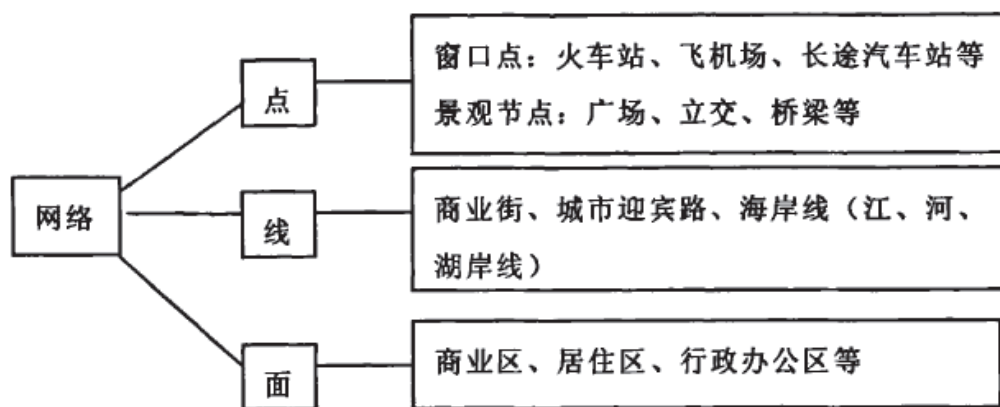 网络
点
窗口点：火车站、飞机场、长途汽车站等
景观节点：广场、立交、桥梁等
线
商业街、城市迎宾路、海岸线（江、河、
湖岸线）
面
商业区、居住区、行政办公区等